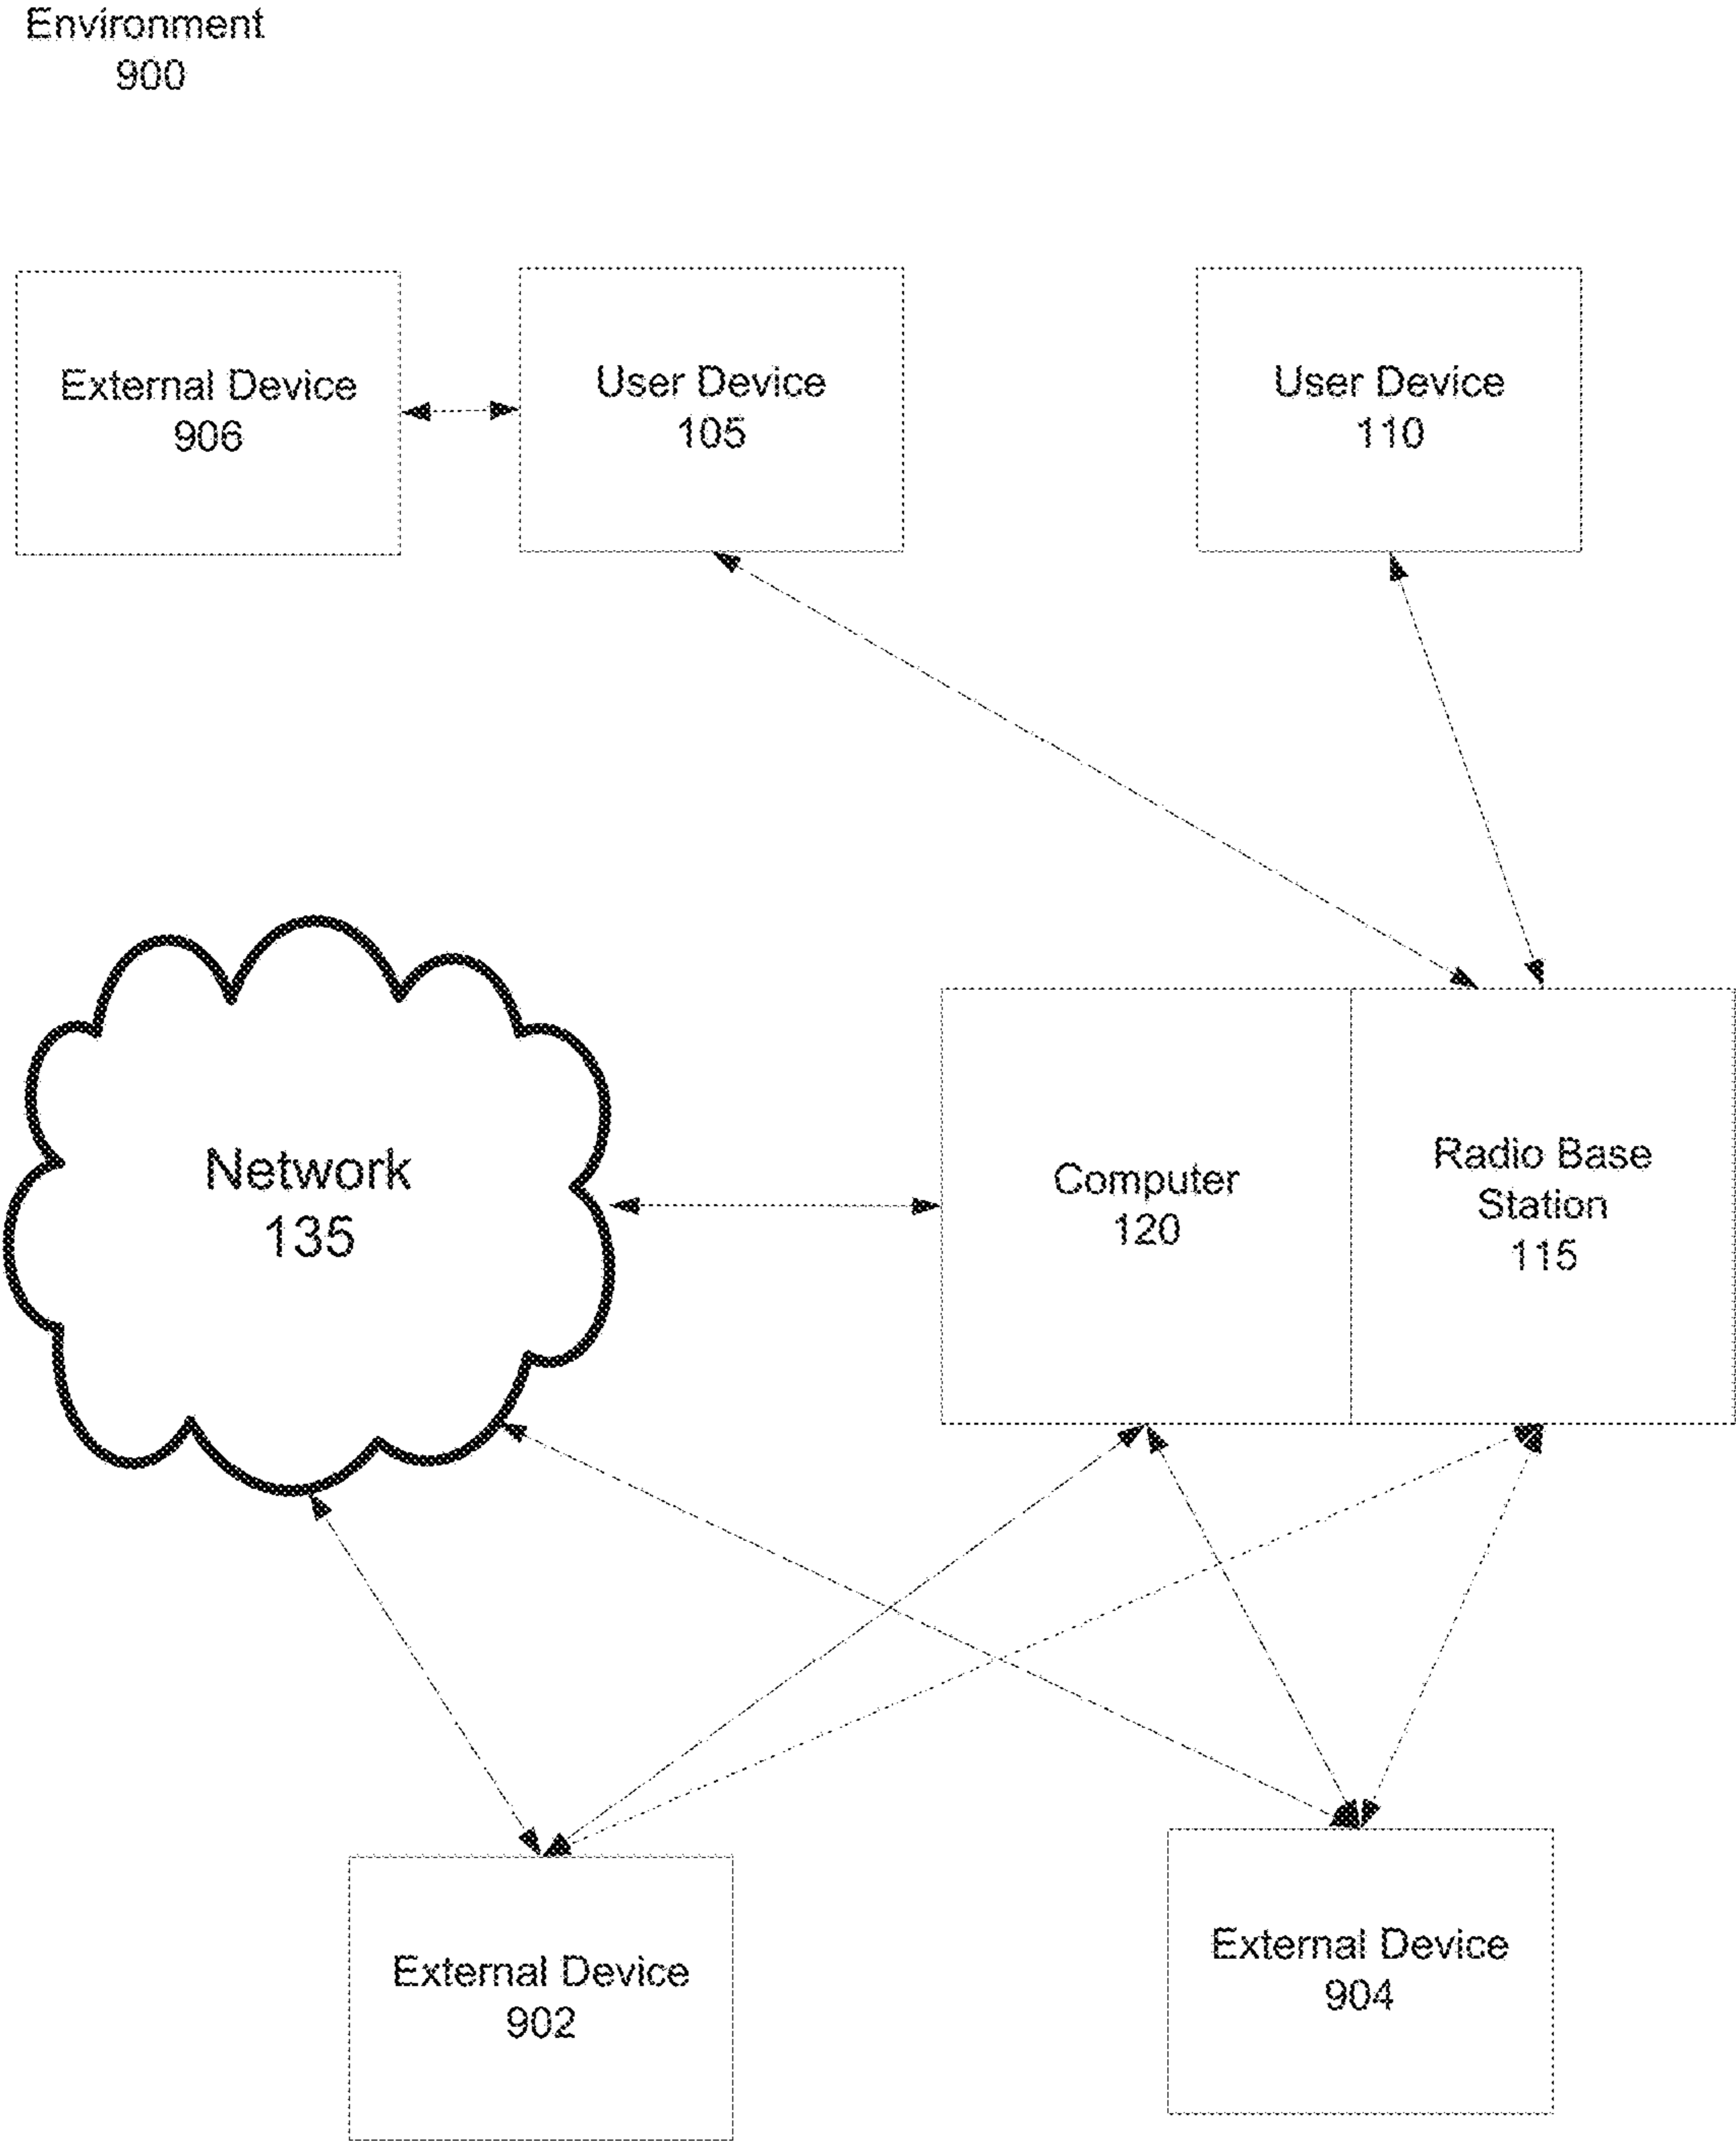 Environment
900
External Device
906
User Device
105
User Device
110
Network
135
Computer
120
Radio Base
Station
115
External Device
902
External Device
904